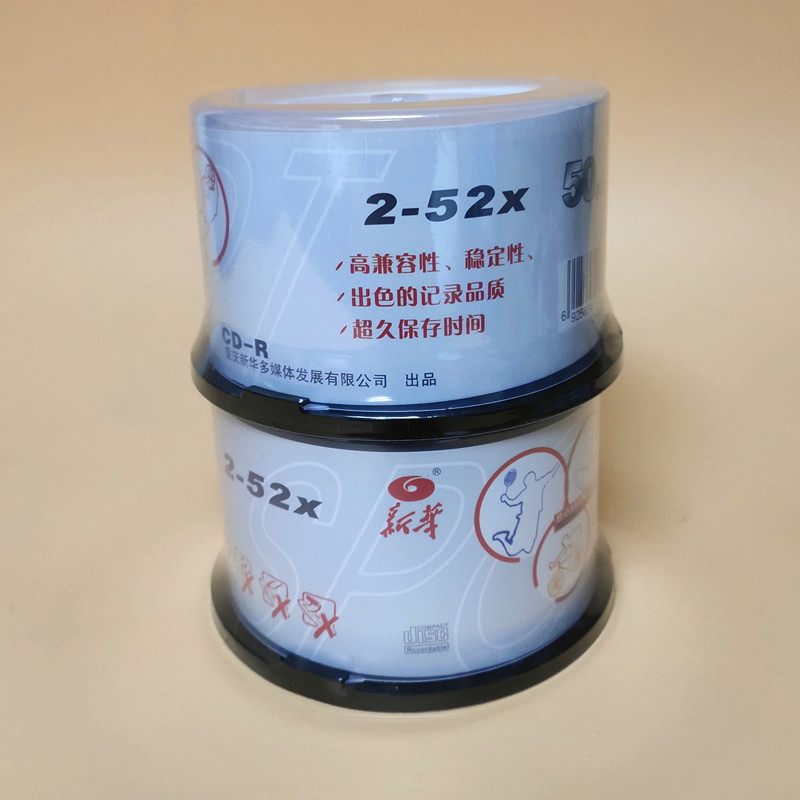 2-52x
50
高兼容性、稳定性、
出色的记录品质
超久保存时间
CD-R
重庆新华多媒体发展有限公司 出品
2-52x
新华
®
COMPACT
disc
Recordable